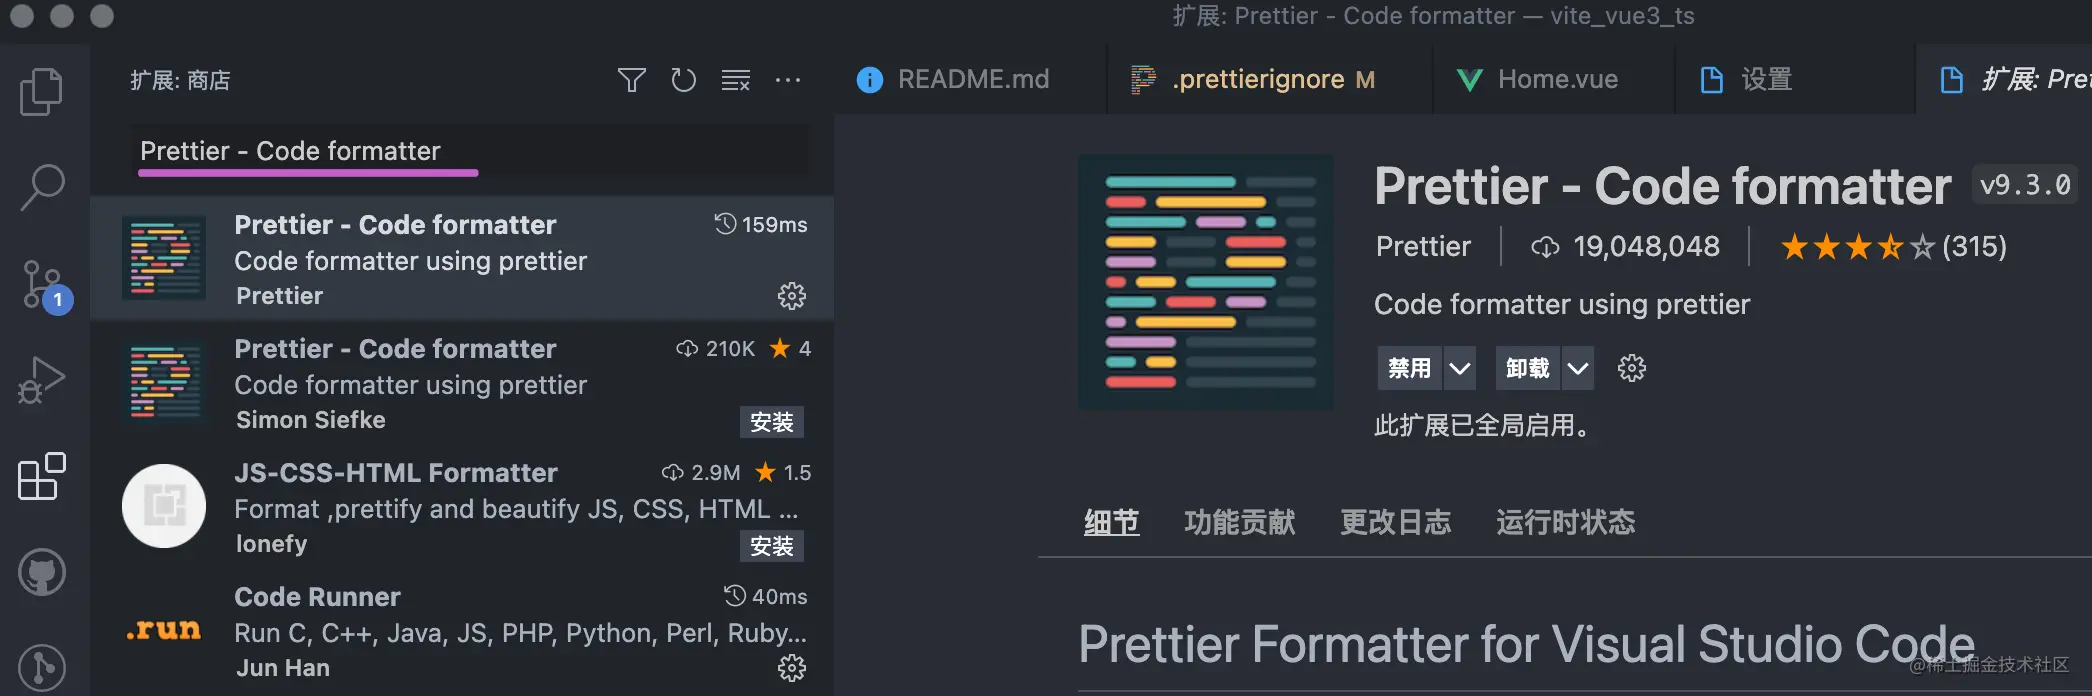 扩展: Prettier - Code formatter — vite_vue3_ts
扩展: 商店
README.md
.prettierignore M
Home.vue
设置
扩展: Pret
Prettier - Code formatter
Prettier - Code formatter
159ms
Code formatter using prettier
Prettier
Prettier - Code formatter
210K
4
Code formatter using prettier
Simon Siefke
安装
JS-CSS-HTML Formatter
2.9M
1.5
Format ,prettify and beautify JS, CSS, HTML ...
lonefy
安装
Code Runner
40ms
.run
Run C, C++, Java, JS, PHP, Python, Perl, Ruby...
Jun Han
1
Prettier - Code formatter
v9.3.0
Prettier
19,048,048
(315)
Code formatter using prettier
禁用
卸载
此扩展已全局启用。
细节
功能贡献
更改日志
运行时状态
Prettier Formatter for Visual Studio Code
@稀土掘金技术社区